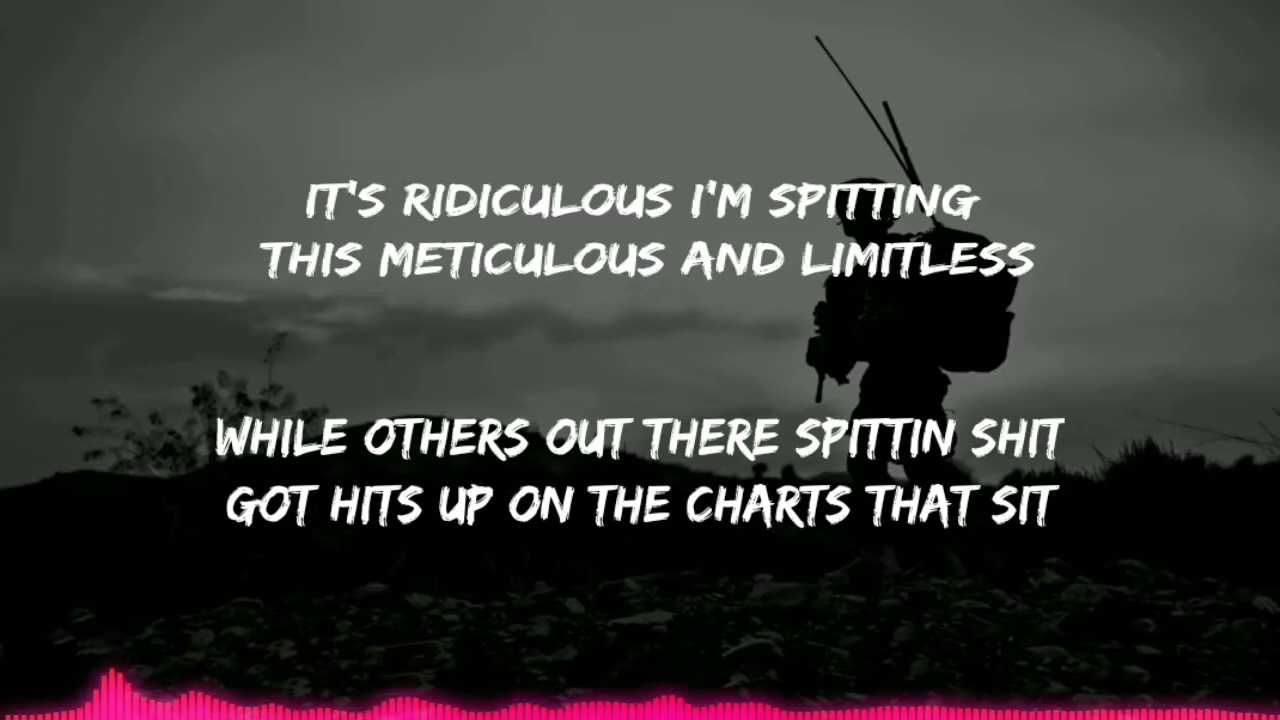 IT'S RIDICULOUS I'M SPITTING
THIS METICULOUS AND LIMITLESS
WHILE OTHERS OUT THERE SPITTIN SHIT
GOT HITS UP ON THE CHARTS THAT SIT